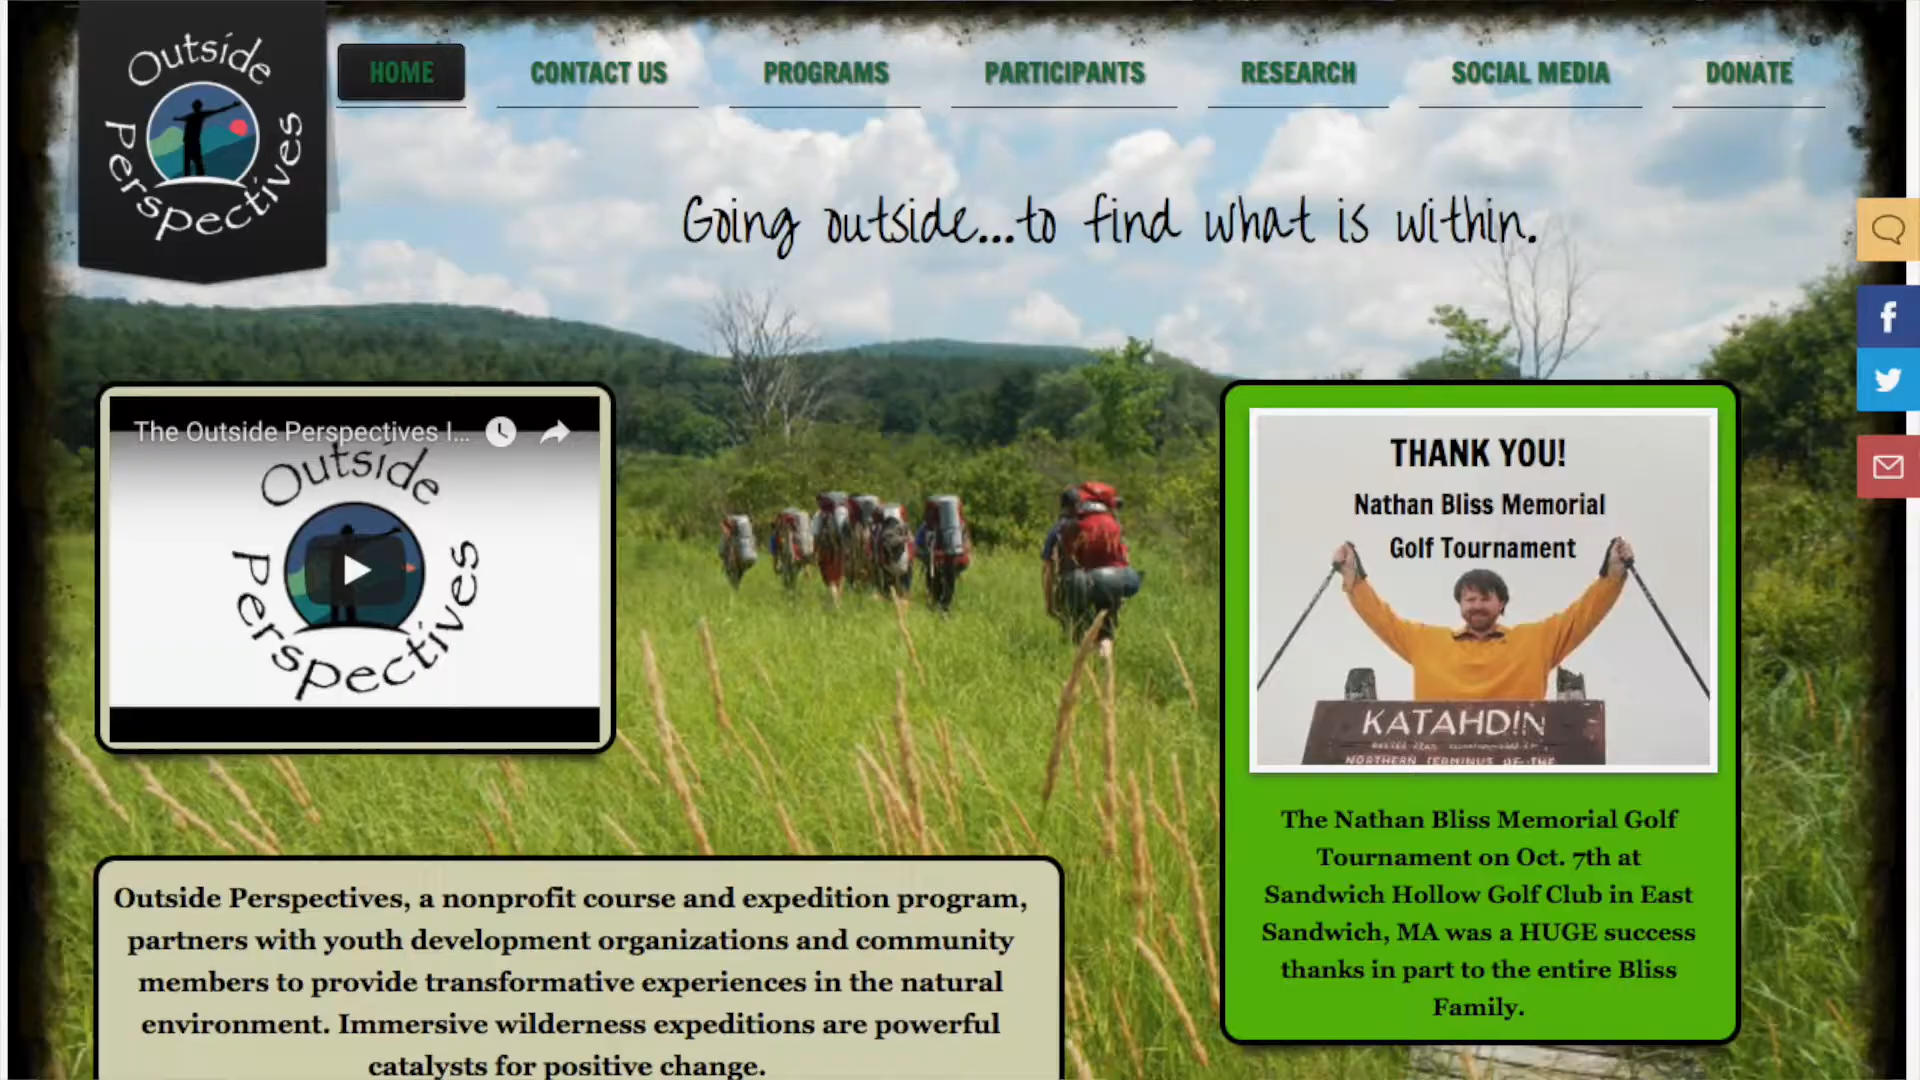 Outside
Perspectives
HOME
CONTACT US
PROGRAMS
PARTICIPANTS
RESEARCH
SOCIAL MEDIA
DONATE
Going outside...to find what is within.
The Outside Perspectives I...
Outside
Perspectives
THANK YOU!
Nathan Bliss Memorial
Golf Tournament
KATAHDIN
NORTHERN TERMINUS OF THE
The Nathan Bliss Memorial Golf
Tournament on Oct. 7th at
Sandwich Hollow Golf Club in East
Sandwich, MA was a HUGE success
thanks in part to the entire Bliss
Family.
Outside Perspectives, a nonprofit course and expedition program,
partners with youth development organizations and community
members to provide transformative experiences in the natural
environment. Immersive wilderness expeditions are powerful
catalysts for positive change.